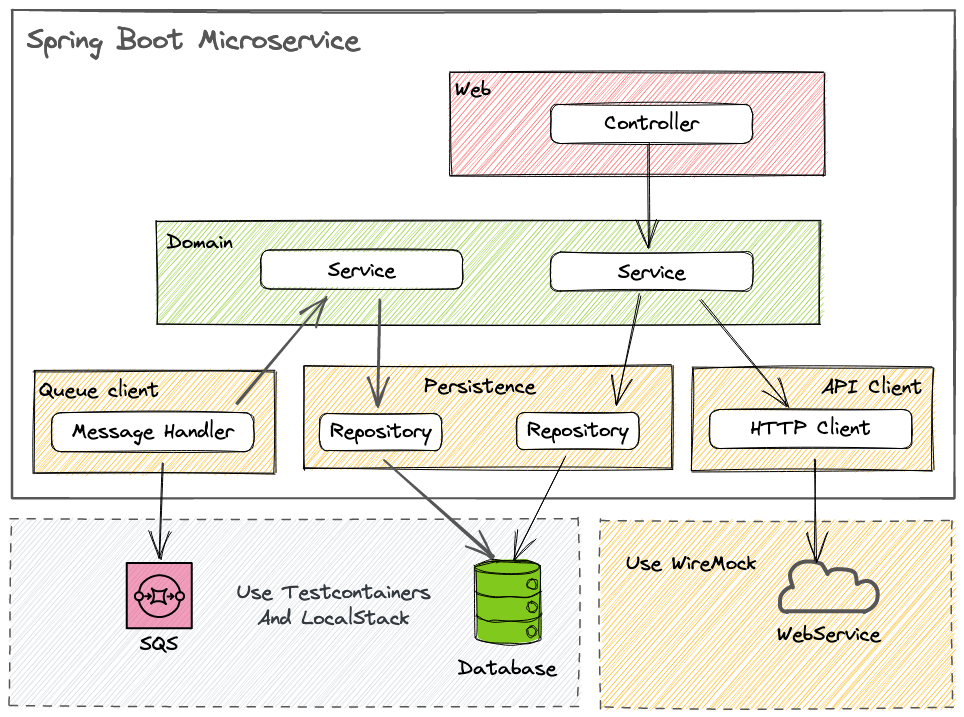 Spring Boot Microservice
Web
Controller
Domain
Service
Service
Queue client
Message Handler
Persistence
Repository
Repository
API Client
HTTP Client
Use Testcontainers
And LocalStack
SQS
Database
Use WireMock
WebService